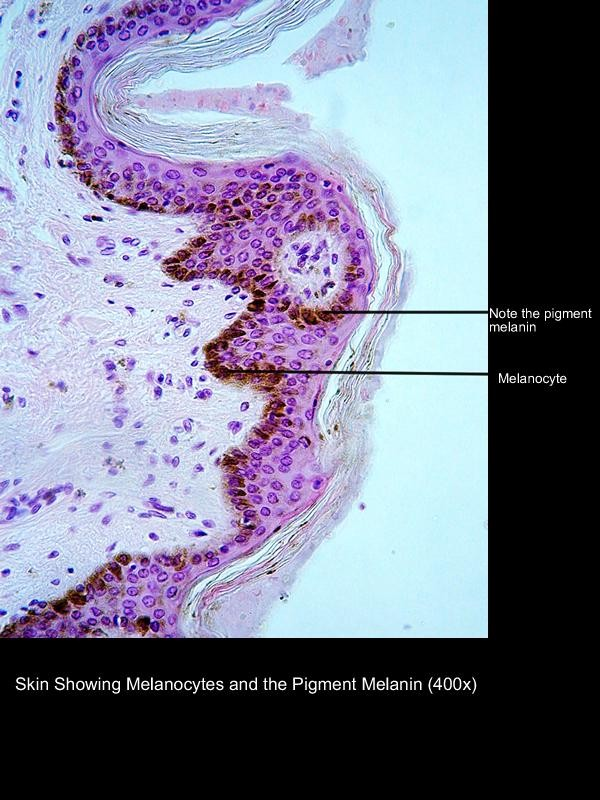 Note the pigment
melanin
Melanocyte
Skin Showing Melanocytes and the Pigment Melanin (400x)